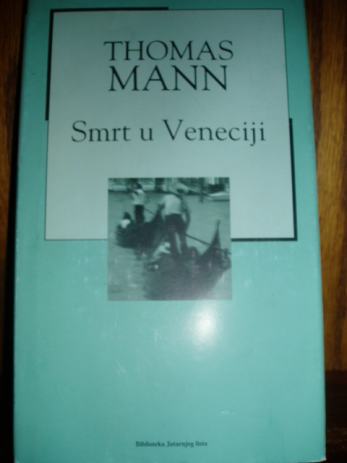 THOMAS
MANN
Smrt u Veneciji
Biblioteka Jutarnjeg lista